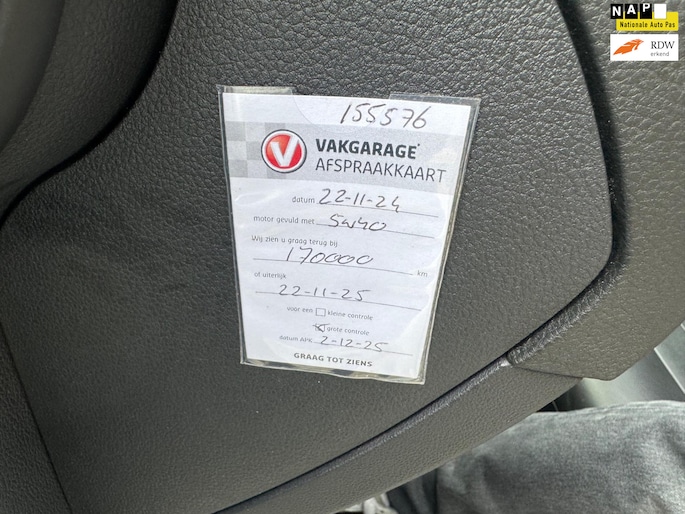 NAP
Nationale Auto Pas
RDW
erkend
155576
VAKGARAGE
AFSPRAAKKAART
datum 22-11-24
motor gevuld met 5w40
Wij zien u graag terug bij
170000 km.
of uiterlijk
22-11-25
voor een kleine controle
grote controle
datum APK 2-12-25
GRAAG TOT ZIENS